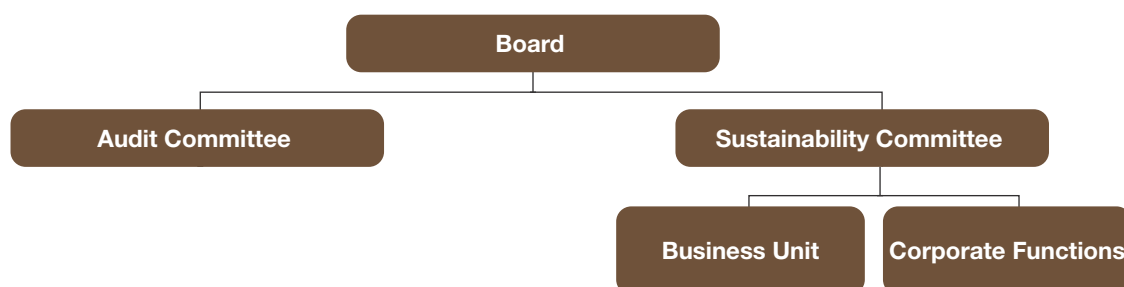 Board
Audit Committee
Sustainability Committee
Business Unit
Corporate Functions